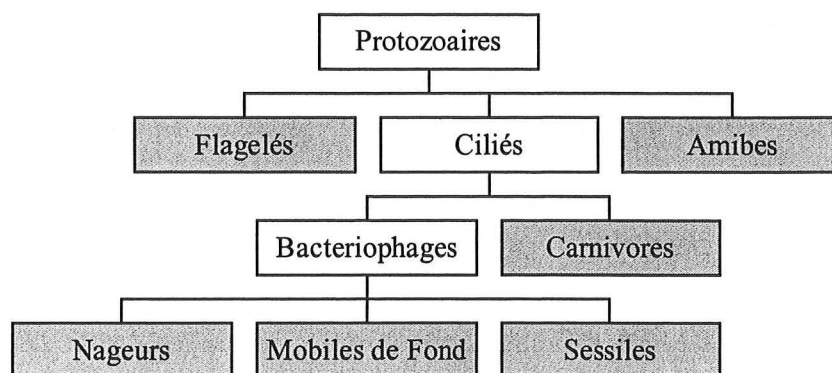 Protozoaires
Flagelés
Ciliés
Amibes
Bacteriophages
Carnivores
Nageurs
Mobiles de Fond
Sessiles